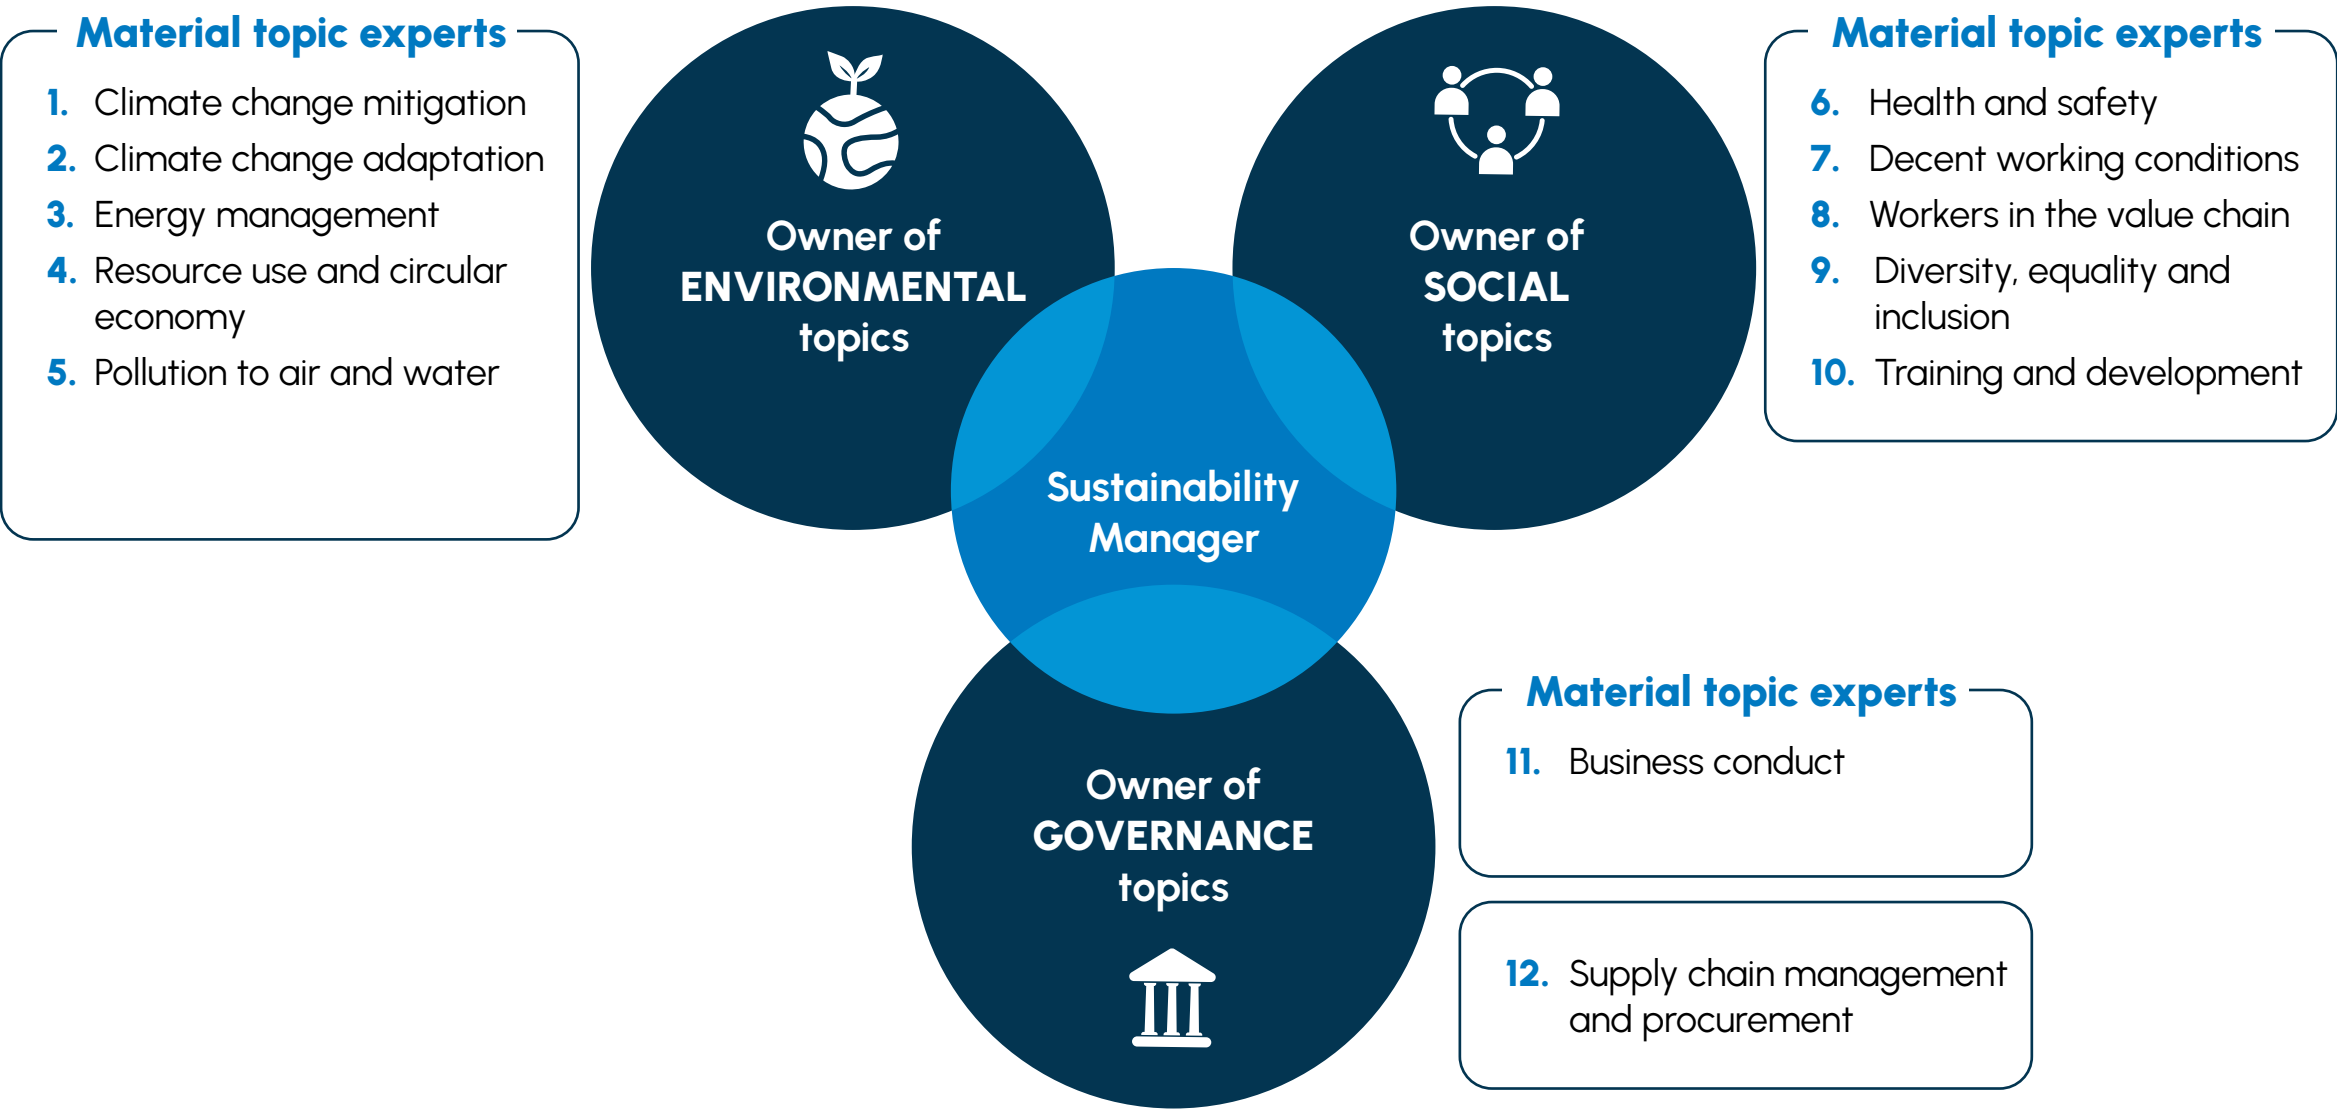 Material topic experts
1. Climate change mitigation
2. Climate change adaptation
3. Energy management
4. Resource use and circular
economy
5. Pollution to air and water
Owner of
ENVIRONMENTAL
topics
Owner of
SOCIAL
topics
Material topic experts
6. Health and safety
7. Decent working conditions
8. Workers in the value chain
9. Diversity, equality and
inclusion
10. Training and development
Sustainability
Manager
Owner of
GOVERNANCE
topics
Material topic experts
11. Business conduct
12. Supply chain management
and procurement